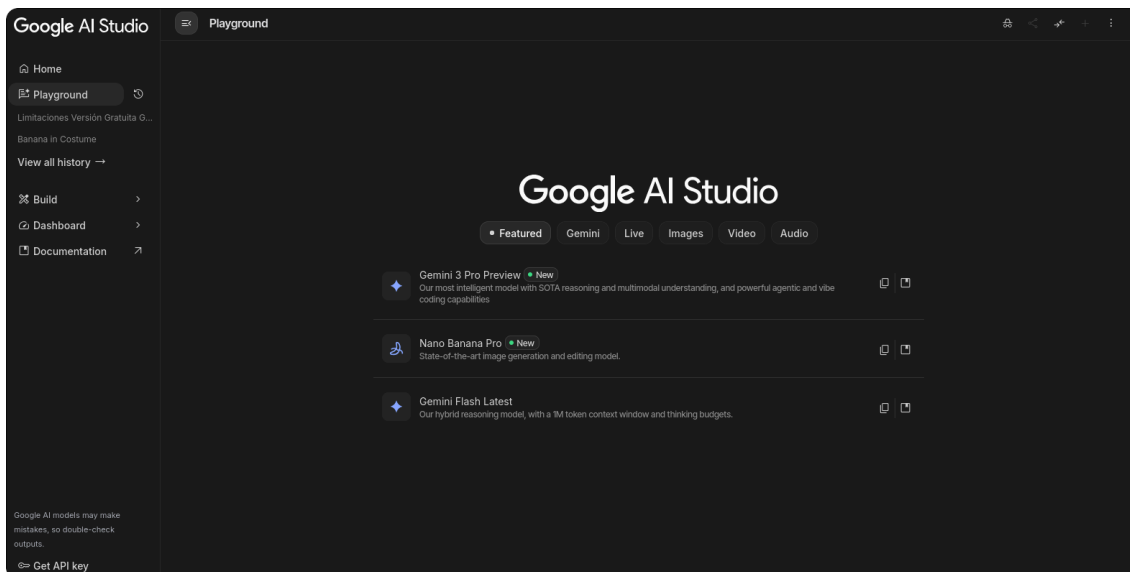 Google AI Studio
Playground
Home
Playground
Limitaciones Versión Gratuita G...
Banana in Costume
View all history →
Build
Dashboard
Documentation
Google AI Studio
Featured
Gemini
Live
Images
Video
Audio
Gemini 3 Pro Preview
New
Our most intelligent model with SOTA reasoning and multimodal understanding, and powerful agentic and vibe
coding capabilities
Nano Banana Pro
New
State-of-the-art image generation and editing model.
Gemini Flash Latest
Our hybrid reasoning model, with a 1M token context window and thinking budgets.
Google AI models may make
mistakes, so double-check
outputs.
Get API key